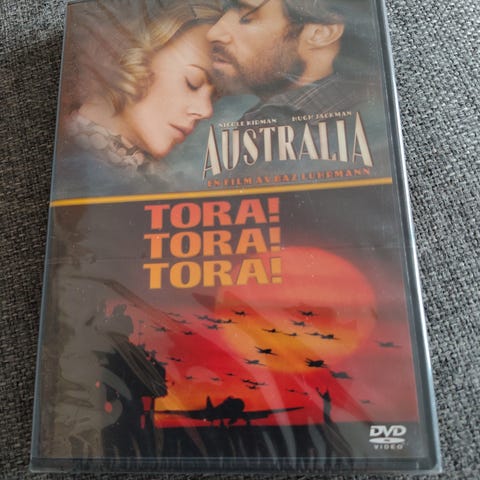 NICOLE KIDMAN HUGH JACKMAN
AUSTRALIA
EN FILM AV BAZ LUHRMANN
TORA!
TORA!
TORA!
DVD
VIDEO